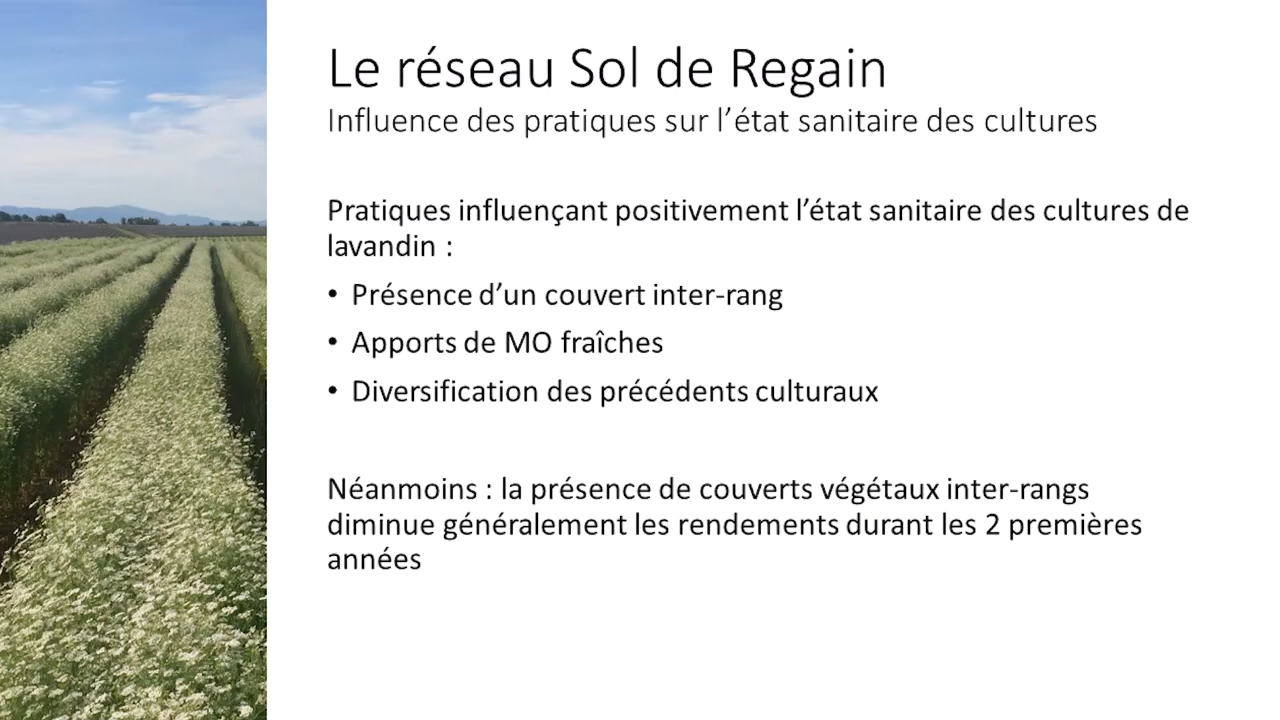 Le réseau Sol de Regain
Influence des pratiques sur l’état sanitaire des cultures
Pratiques influençant positivement l’état sanitaire des cultures de
lavandin :
• Présence d’un couvert inter-rang
• Apports de MO fraîches
• Diversification des précédents culturaux
Néanmoins : la présence de couverts végétaux inter-rangs
diminue généralement les rendements durant les 2 premières
années